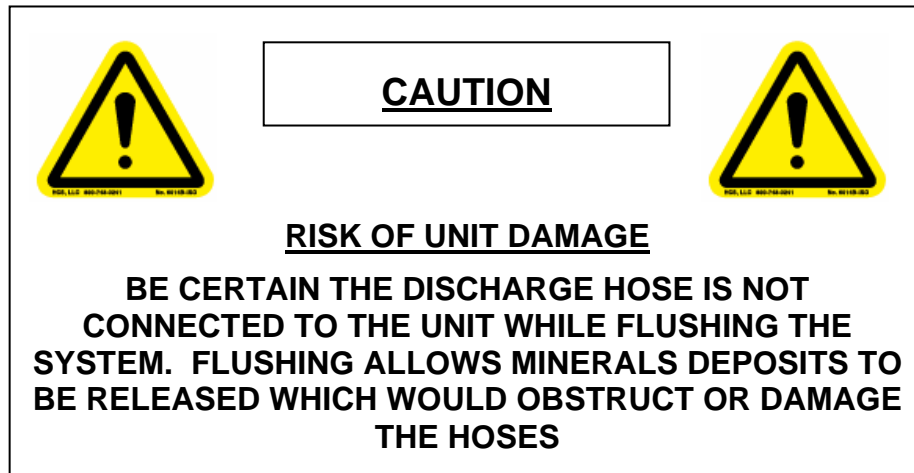 CAUTION
RISK OF UNIT DAMAGE
BE CERTAIN THE DISCHARGE HOSE IS NOT
CONNECTED TO THE UNIT WHILE FLUSHING THE
SYSTEM. FLUSHING ALLOWS MINERALS DEPOSITS TO
BE RELEASED WHICH WOULD OBSTRUCT OR DAMAGE
THE HOSES